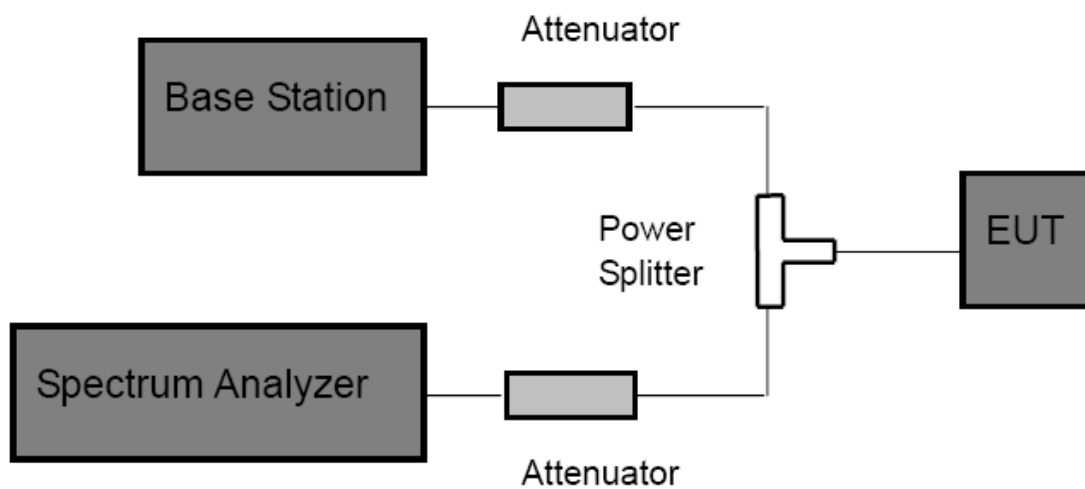 Attenuator
Base Station
Power
Splitter
EUT
Spectrum Analyzer
Attenuator